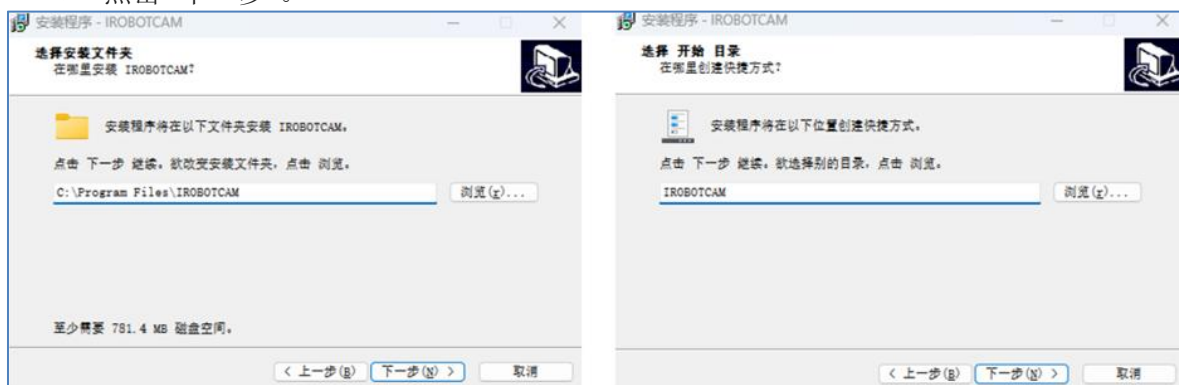 点击"下一步"。
安装程序 - IROBOTCAM
选择安装文件夹
在哪里安装 IROBOTCAM?
安装程序将在以下文件夹安装 IROBOTCAM。
点击 下一步 继续。欲改变安装文件夹，点击 浏览。
C:\Program Files\IROBOTCAM
浏览(r)...
至少需要 781.4 MB 磁盘空间。
< 上一步(B)
下一步(N) >
取消
安装程序 - IROBOTCAM
选择 开始 目录
在哪里创建快捷方式?
安装程序将在以下位置创建快捷方式。
点击 下一步 继续。欲选择别的目录，点击 浏览。
IROBOTCAM
浏览(r)...
< 上一步(B)
下一步(N) >
取消